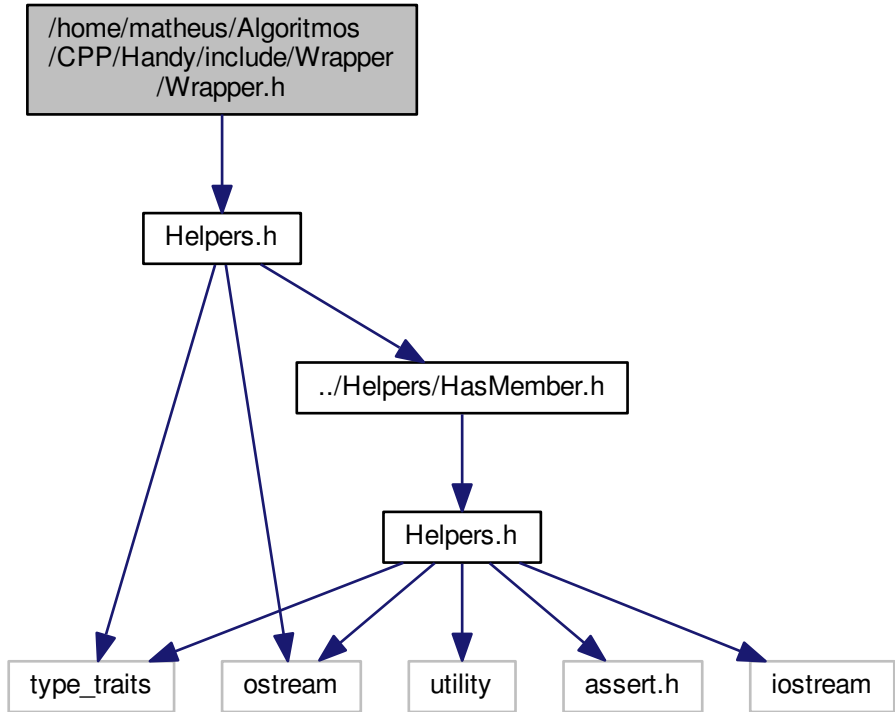 /home/matheus/Algoritmos
/CPP/Handy/include/Wrapper
/Wrapper.h
Helpers.h
../Helpers/HasMember.h
Helpers.h
type_traits
ostream
utility
assert.h
iostream